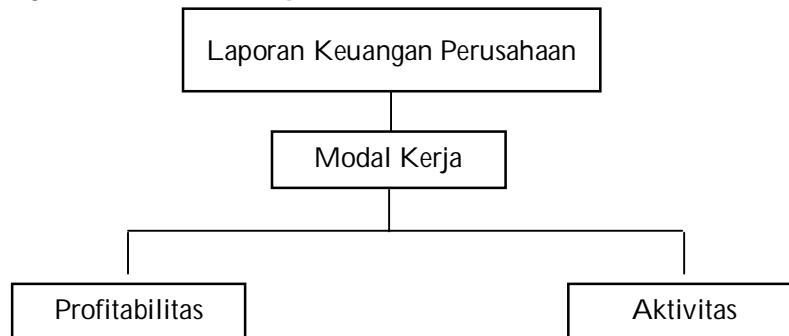 Laporan Keuangan Perusahaan
Modal Kerja
Profitabilitas
Aktivitas